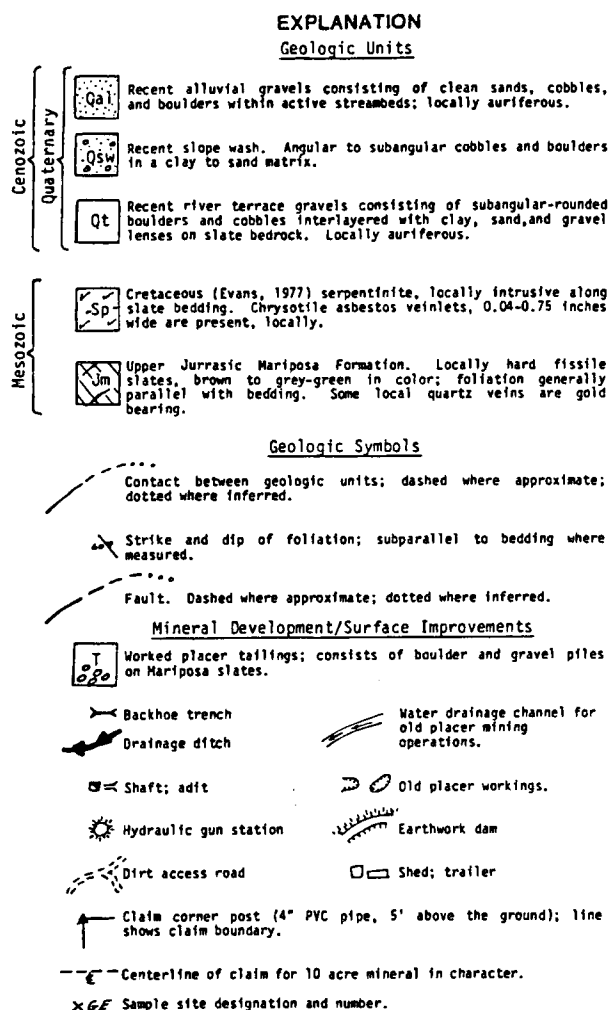 EXPLANATION
Geologic Units
Cenozoic
Quaternary
Qal
Recent alluvial gravels consisting of clean sands, cobbles,
and boulders within active streambeds; locally auriferous.
Qsw
Recent slope wash. Angular to subangular cobbles and boulders
in a clay to sand matrix.
Qt
Recent river terrace gravels consisting of subangular-rounded
boulders and cobbles interlayered with clay, sand,and gravel
lenses on slate bedrock. Locally auriferous.
Mesozoic
Sp
Cretaceous (Evans, 1977) serpentinite, locally intrusive along
slate bedding. Chrysotile asbestos veinlets, 0.04-0.75 inches
wide are present, locally.
Jm
Upper Jurrasic Mariposa Formation. Locally hard fissile
slates, brown to grey-green in color; foliation generally
parallel with bedding. Some local quartz veins are gold
bearing.
Geologic Symbols
Contact between geologic units; dashed where approximate;
dotted where inferred.
Strike and dip of foliation; subparallel to bedding where
measured.
Fault. Dashed where approximate; dotted where inferred.
Mineral Development/Surface Improvements
T
Worked placer tailings; consists of boulder and gravel piles
on Mariposa slates.
Backhoe trench
Water drainage channel for
old placer mining
operations.
Drainage ditch
Shaft; adit
Old placer workings.
Hydraulic gun station
Earthwork dam
Dirt access road
Shed; trailer
Claim corner post (4" PVC pipe, 5' above the ground); line
shows claim boundary.
Centerline of claim for 10 acre mineral in character.
×GE Sample site designation and number.